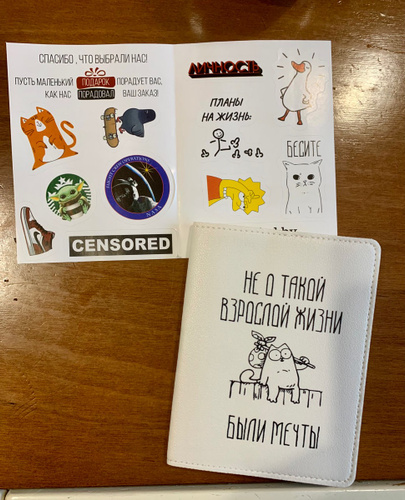 СПАСИБО, ЧТО ВЫБРАЛИ НАС!
ПУСТЬ МАЛЕНЬКИЙ ПОДАРОК ПОРАДУЕТ ВАС,
КАК НАС ПОРАДОВАЛ ВАШ ЗАКАЗ!
NASA
CENSORED
ЛИЧНОСТЬ
ПЛАНЫ
НА ЖИЗНЬ:
БЕСИТЕ
НЕ О ТАКОЙ
ВЗРОСЛОЙ ЖИЗНИ
БЫЛИ МЕЧТЫ